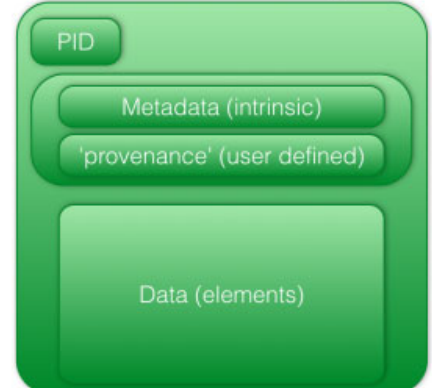 PID
Metadata (intrinsic)
'provenance' (user defined)
Data (elements)